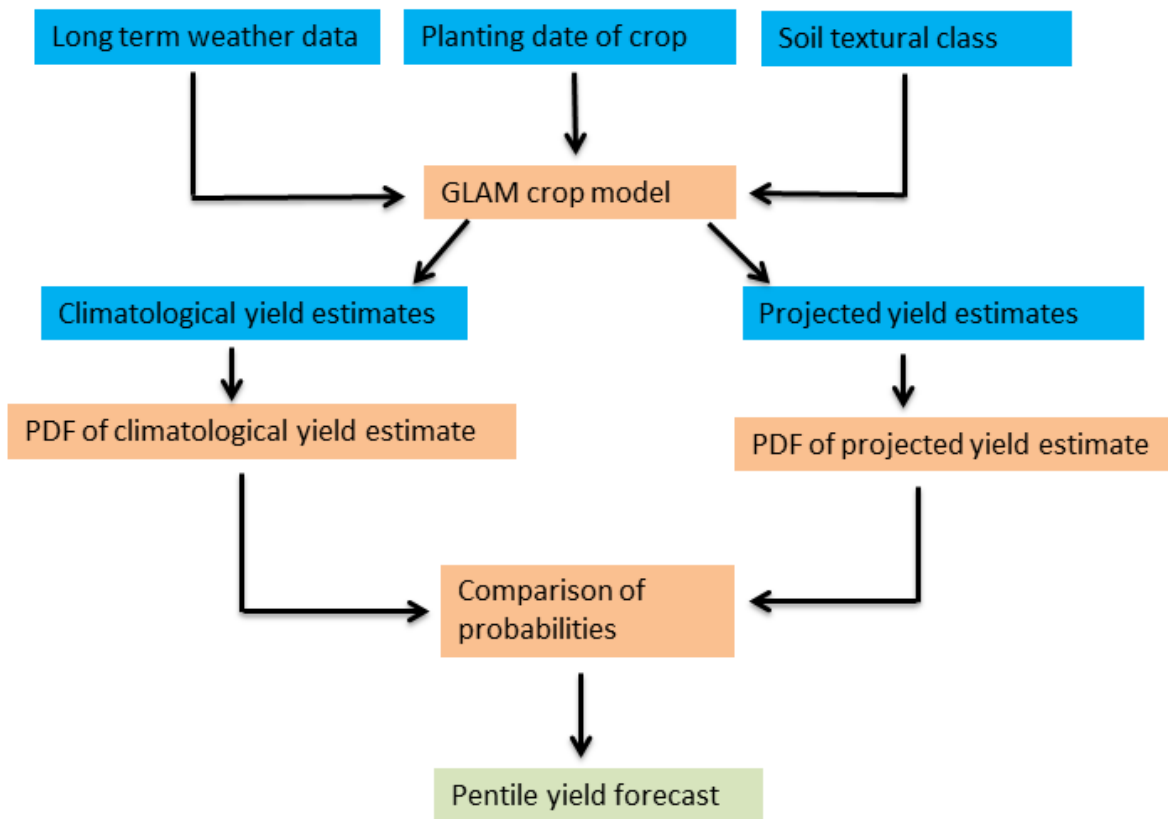 Long term weather data
Planting date of crop
Soil textural class
GLAM crop model
Climatological yield estimates
Projected yield estimates
PDF of climatological yield estimate
PDF of projected yield estimate
Comparison of
probabilities
Pentile yield forecast